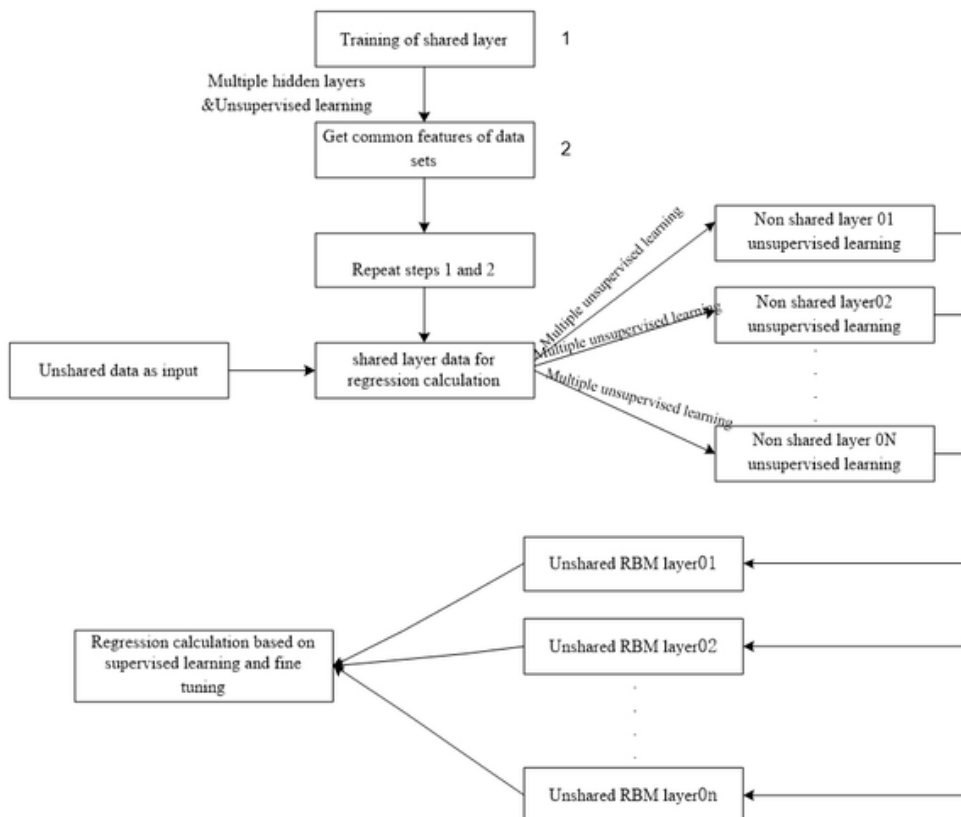 Training of shared layer
1
Multiple hidden layers
&Unsupervised learning
Get common features of data
sets
2
Repeat steps 1 and 2
Unshared data as input
shared layer data for
regression calculation
Multiple unsupervised learning
Multiple unsupervised learning
Multiple unsupervised learning
Non shared layer 01
unsupervised learning
Non shared layer02
unsupervised learning
Non shared layer 0N
unsupervised learning
Unshared RBM layer01
Unshared RBM layer02
Unshared RBM layer0n
Regression calculation based on
supervised learning and fine
tuning